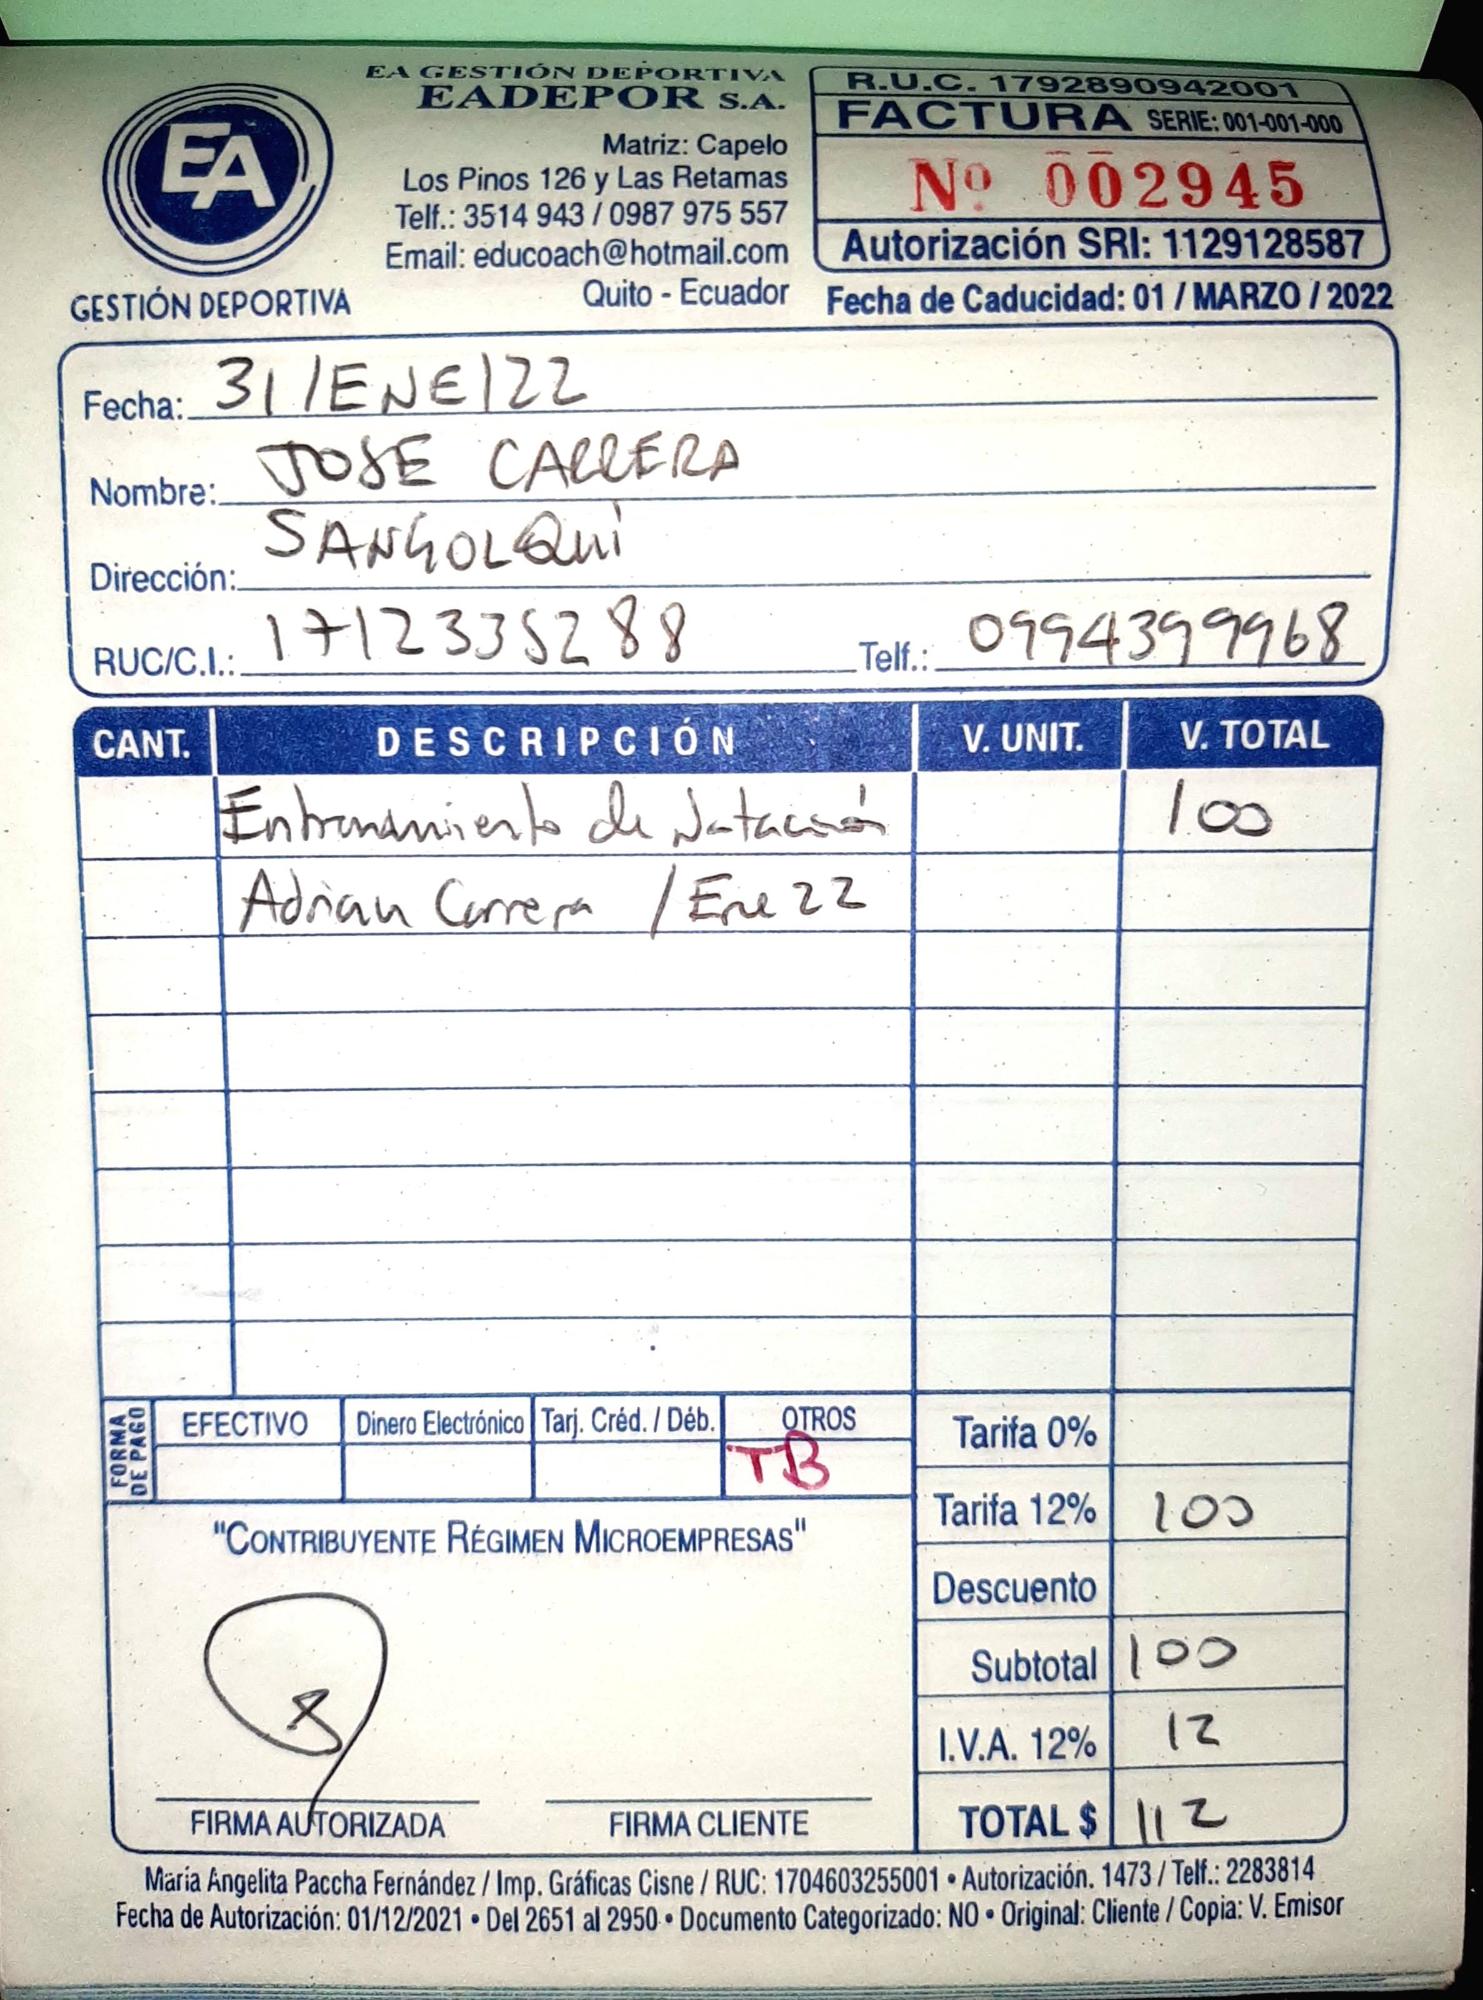 EA GESTIÓN DEPORTIVA
EADEPOR S.A.
EA
GESTIÓN DEPORTIVA
Matriz: Capelo
Los Pinos 126 y Las Retamas
Telf.: 3514 943 / 0987 975 557
Email: educoach@hotmail.com
Quito - Ecuador
R.U.C. 1792890942001
FACTURA SERIE: 001-001-000
Nº 002945
Autorización SRI: 1129128587
Fecha de Caducidad: 01 / MARZO / 2022
Fecha: 31/ENE/22
Nombre: JOSE CARRERA
Dirección: SANGOLQUÍ
RUC/C.I.: 1712335288 Telf.: 0994399968
CANT. DESCRIPCIÓN V. UNIT. V. TOTAL
Entrenamiento de Natación 100
Adrian Carrera / Ene 22
FORMA DE PAGO
EFECTIVO Dinero Electrónico Tarj. Créd. / Déb. OTROS
TB
Tarifa 0%
Tarifa 12% 100
Descuento
Subtotal 100
I.V.A. 12% 12
TOTAL $ 112
"CONTRIBUYENTE RÉGIMEN MICROEMPRESAS"
FIRMA AUTORIZADA FIRMA CLIENTE
María Angelita Paccha Fernández / Imp. Gráficas Cisne / RUC: 1704603255001 • Autorización. 1473 / Telf.: 2283814
Fecha de Autorización: 01/12/2021 • Del 2651 al 2950 • Documento Categorizado: NO • Original: Cliente / Copia: V. Emisor